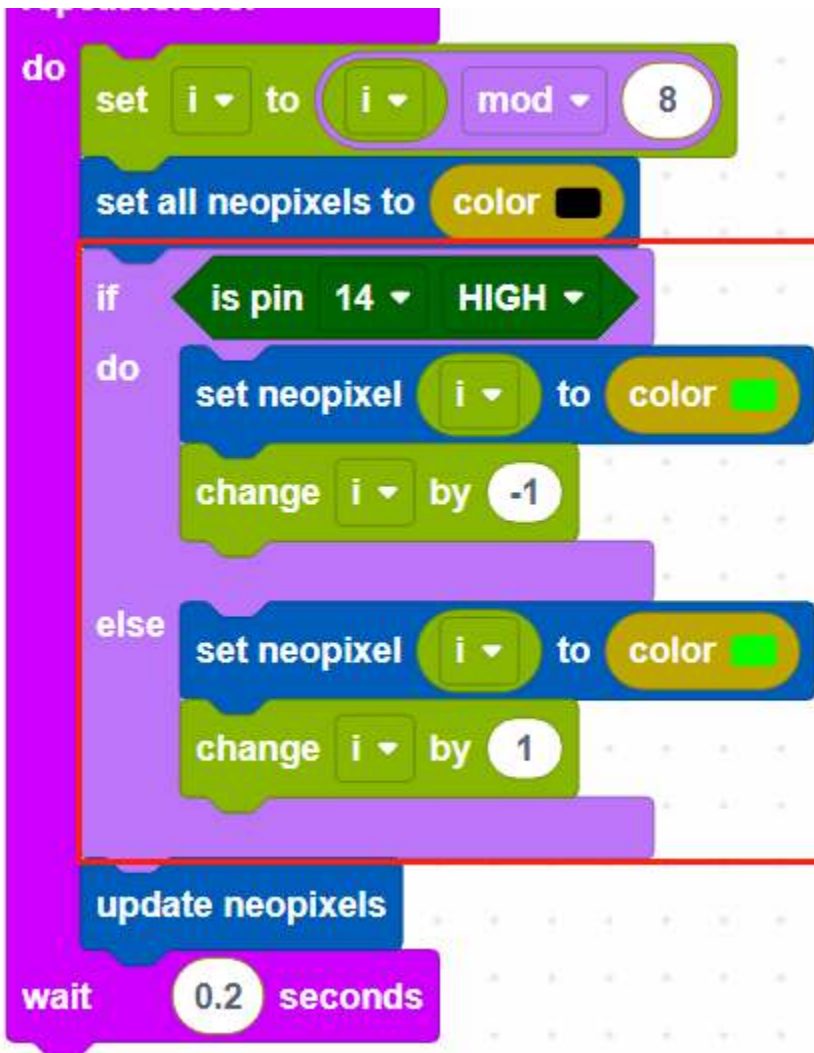 do
set i to i mod 8
set all neopixels to color
if is pin 14 HIGH
do
set neopixel i to color
change i by -1
else
set neopixel i to color
change i by 1
update neopixels
wait 0.2 seconds